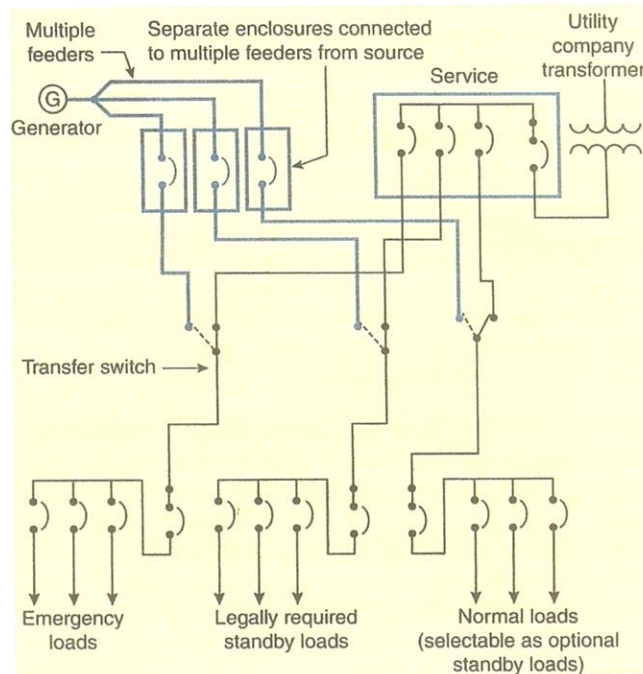 Multiple
feeders
Separate enclosures connected
to multiple feeders from source
Utility
company
transformer
Service
G
Generator
Transfer switch
Emergency
loads
Legally required
standby loads
Normal loads
(selectable as optional
standby loads)